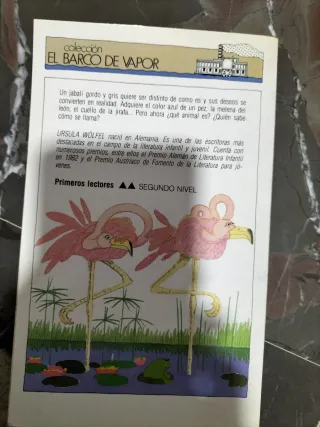 colección
EL BARCO DE VAPOR
Un jabalí gordo y gris quiere ser distinto de como es y sus deseos se
convierten en realidad. Adquiere el color azul de un pez, la melena del
león, el cuello de la jirafa... Pero ahora ¿qué animal es? ¿Quién sabe
cómo se llama?
URSULA WÖLFEL nació en Alemania. Es una de las escritoras más
destacadas en el campo de la literatura infantil y juvenil. Cuenta con
numerosos premios, entre ellos el Premio Alemán de Literatura Infantil
en 1962 y el Premio Austriaco de Fomento de la Literatura para jó-
venes.
Primeros lectores ▲▲ SEGUNDO NIVEL